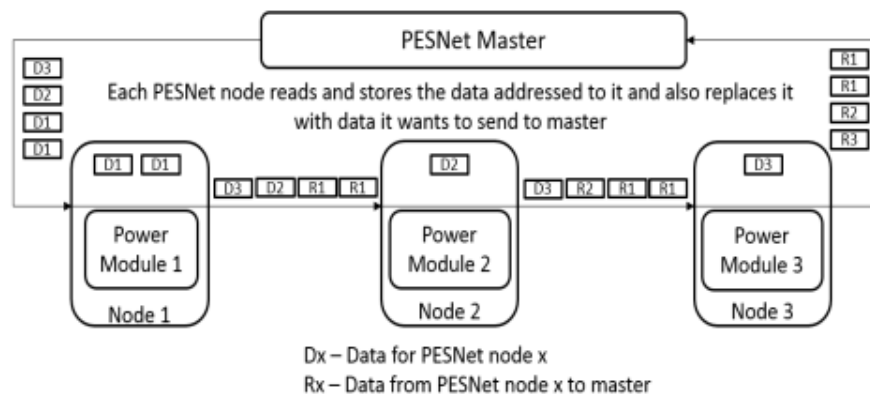 PESNet Master
D3
D2
D1
D1
Each PESNet node reads and stores the data addressed to it and also replaces it
with data it wants to send to master
R1
R1
R2
R3
D1 D1
D3 D2 R1 R1
D2
D3 R2 R1 R1
D3
Power
Module 1
Node 1
Power
Module 2
Node 2
Power
Module 3
Node 3
Dx – Data for PESNet node x
Rx – Data from PESNet node x to master